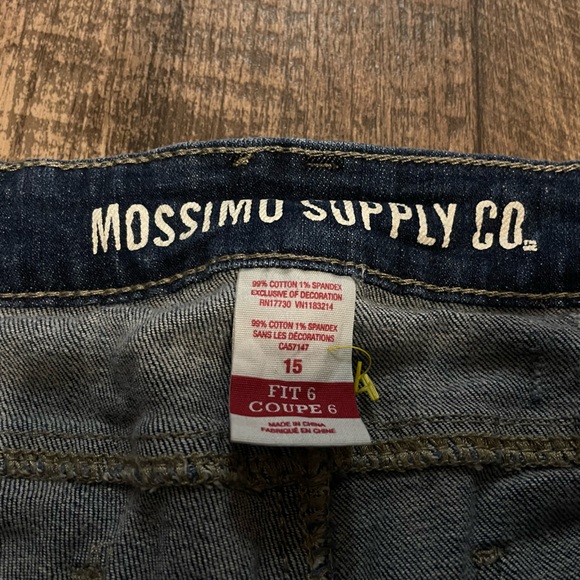 MOSSIMO SUPPLY CO.
99% COTTON 1% SPANDEX
EXCLUSIVE OF DECORATION
RN17730 VN1183214
99% COTTON 1% SPANDEX
SANS LES DÉCORATIONS
CA57147
15
FIT 6
COUPE 6
MADE IN CHINA
FABRIQUÉ EN CHINE